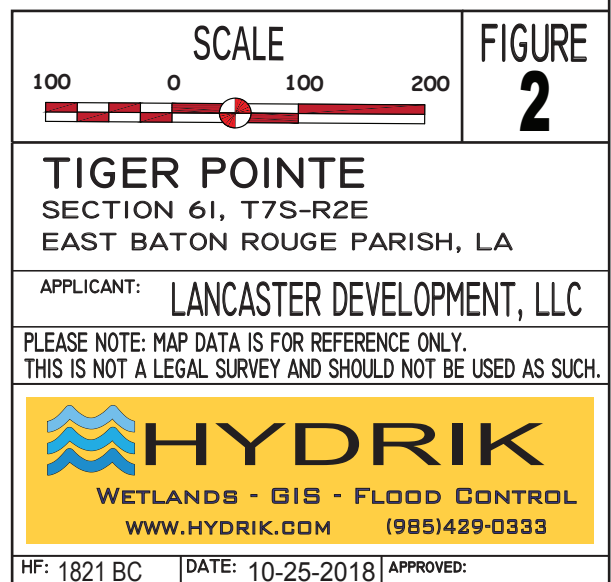 SCALE
FIGURE
100 0 100 200
2
TIGER POINTE
SECTION 61, T7S-R2E
EAST BATON ROUGE PARISH, LA
APPLICANT: LANCASTER DEVELOPMENT, LLC
PLEASE NOTE: MAP DATA IS FOR REFERENCE ONLY.
THIS IS NOT A LEGAL SURVEY AND SHOULD NOT BE USED AS SUCH.
HYDRIK
WETLANDS - GIS - FLOOD CONTROL
WWW.HYDRIK.COM (985)429-0333
HF: 1821 BC DATE: 10-25-2018 APPROVED: